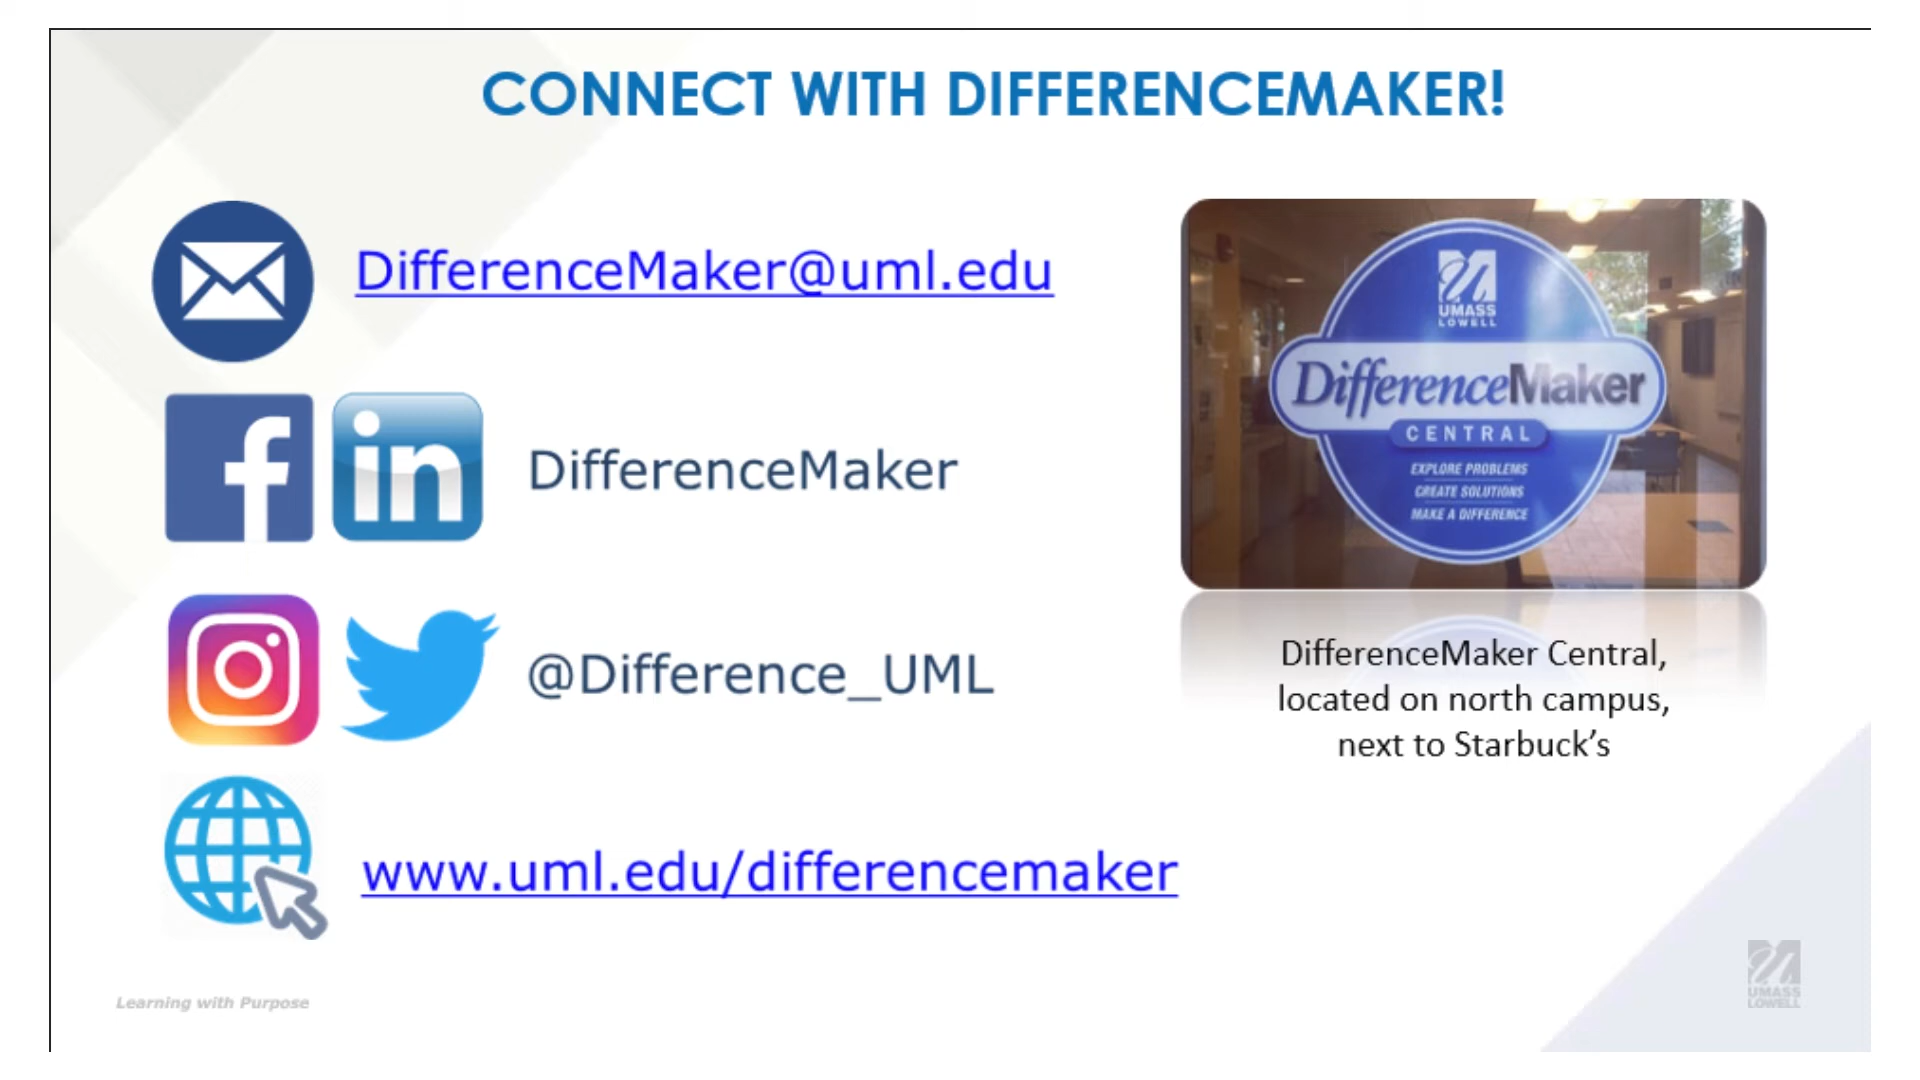 CONNECT WITH DIFFERENCEMAKER!
DifferenceMaker@uml.edu
DifferenceMaker
@Difference_UML
www.uml.edu/differencemaker
UMASS
LOWELL
DifferenceMaker
CENTRAL
EXPLORE PROBLEMS
CREATE SOLUTIONS
MAKE A DIFFERENCE
DifferenceMaker Central,
located on north campus,
next to Starbuck’s
Learning with Purpose
UMASS
LOWELL